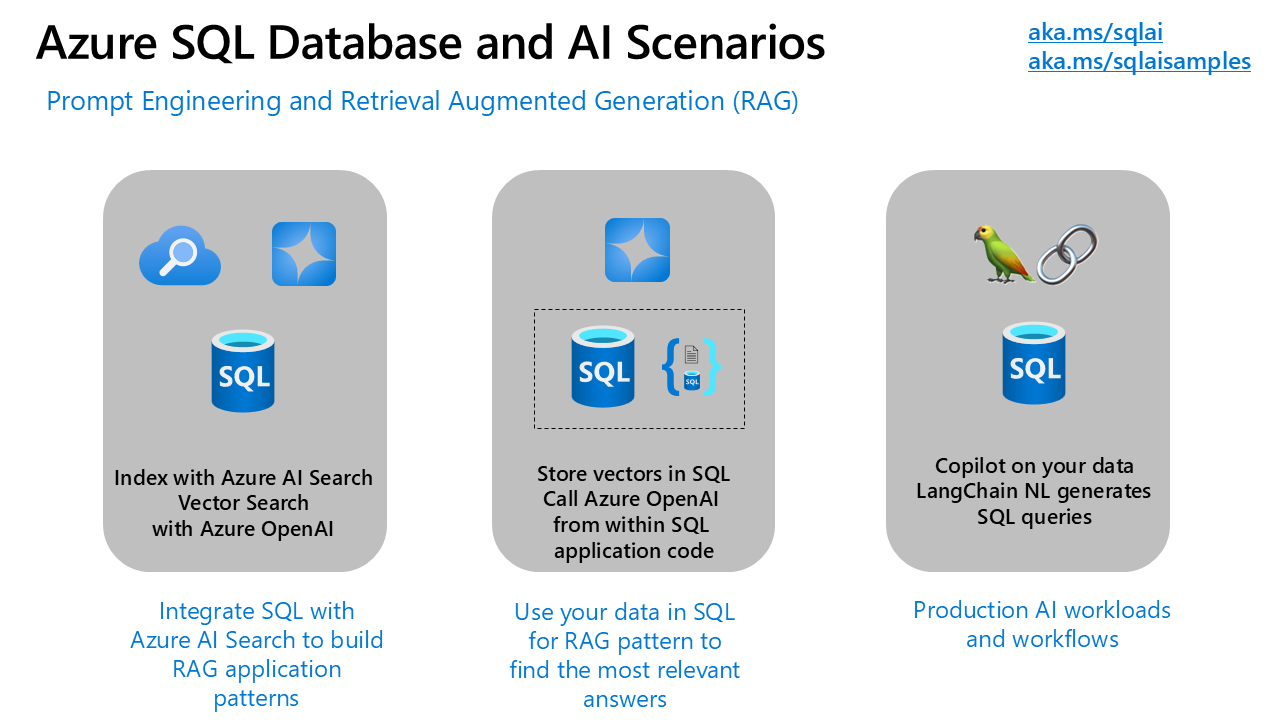 Azure SQL Database and AI Scenarios
aka.ms/sqlai
aka.ms/sqlaisamples
Prompt Engineering and Retrieval Augmented Generation (RAG)
SQL
Index with Azure AI Search
Vector Search
with Azure OpenAI
Integrate SQL with
Azure AI Search to build
RAG application
patterns
SQL
{ SQL }
Store vectors in SQL
Call Azure OpenAI
from within SQL
application code
Use your data in SQL
for RAG pattern to
find the most relevant
answers
SQL
Copilot on your data
LangChain NL generates
SQL queries
Production AI workloads
and workflows